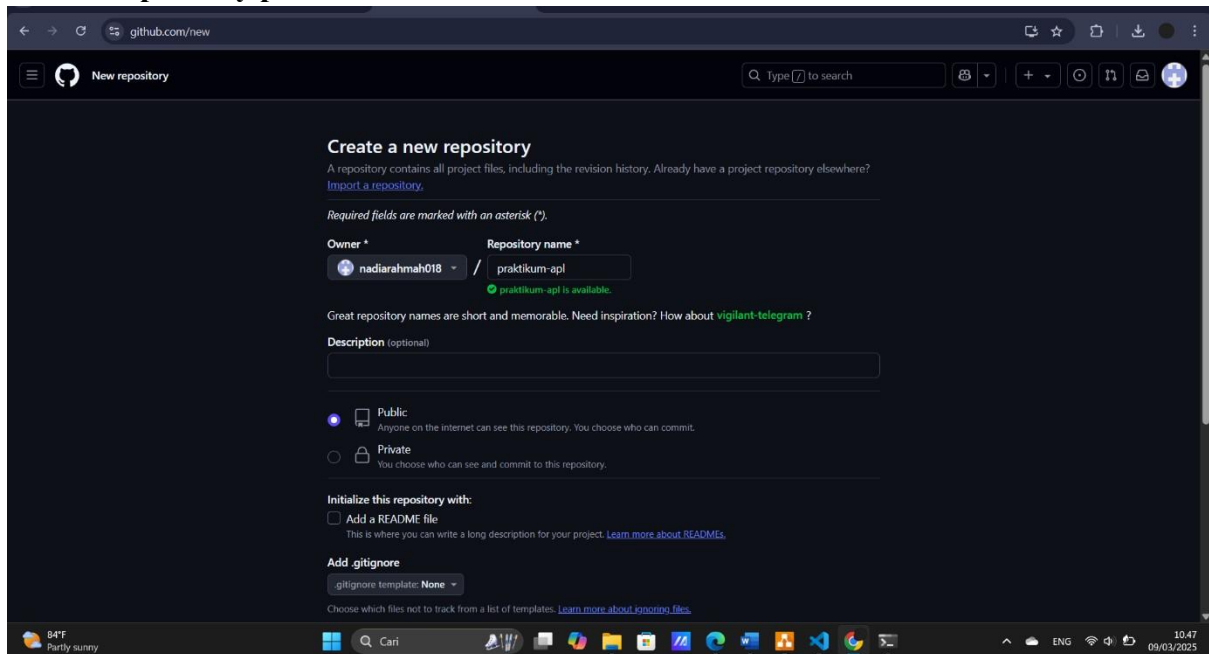 github.com/new
New repository
Type / to search
Create a new repository
A repository contains all project files, including the revision history. Already have a project repository elsewhere?
Import a repository.
Required fields are marked with an asterisk (*).
Owner * Repository name *
nadiarahmah018 / praktikum-apl
praktikum-apl is available.
Great repository names are short and memorable. Need inspiration? How about vigilant-telegram ?
Description (optional)
Public
Anyone on the internet can see this repository. You choose who can commit.
Private
You choose who can see and commit to this repository.
Initialize this repository with:
Add a README file
This is where you can write a long description for your project. Learn more about READMEs.
Add .gitignore
.gitignore template: None
Choose which files not to track from a list of templates. Learn more about ignoring files.
84°F
Partly sunny
Cari
ENG
10.47
09/03/2025